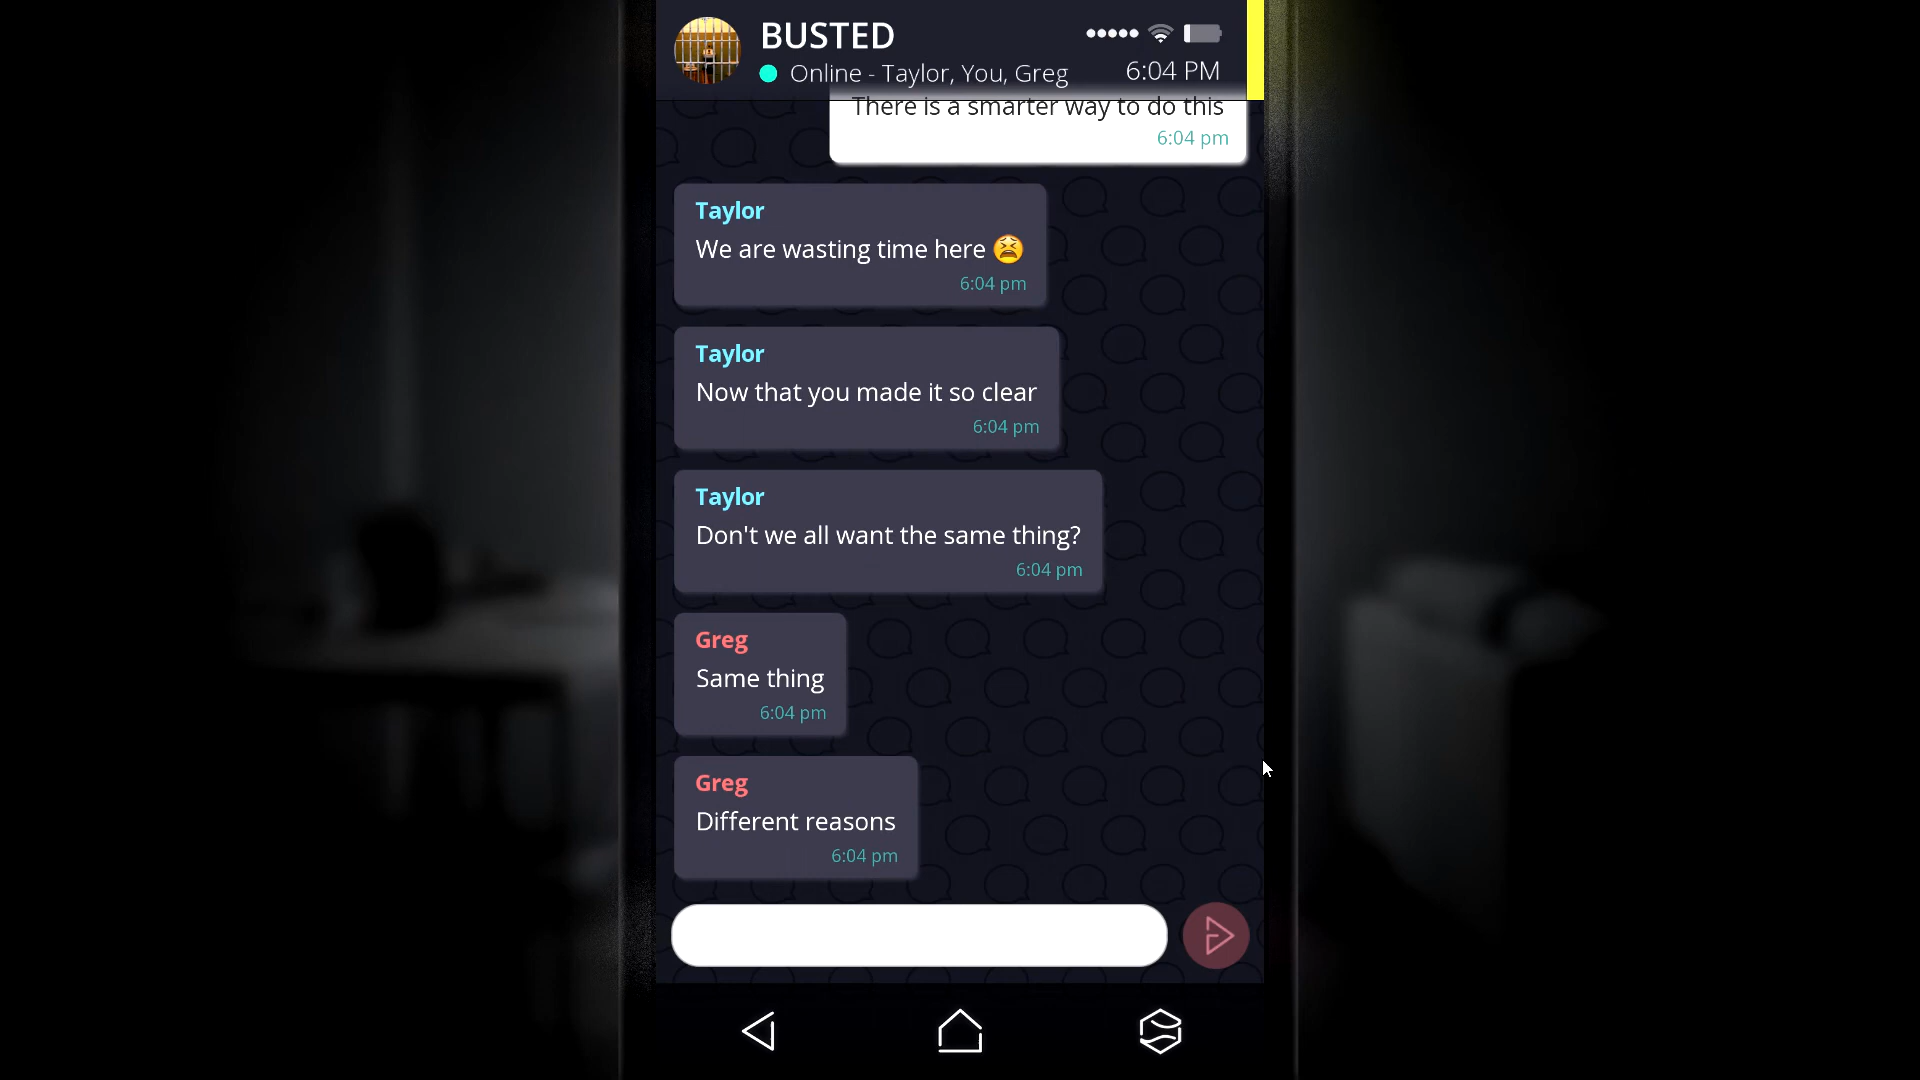 BUSTED
Online - Taylor, You, Greg
6:04 PM
There is a smarter way to do this
6:04 pm
Taylor
We are wasting time here 😫
6:04 pm
Taylor
Now that you made it so clear
6:04 pm
Taylor
Don't we all want the same thing?
6:04 pm
Greg
Same thing
6:04 pm
Greg
Different reasons
6:04 pm